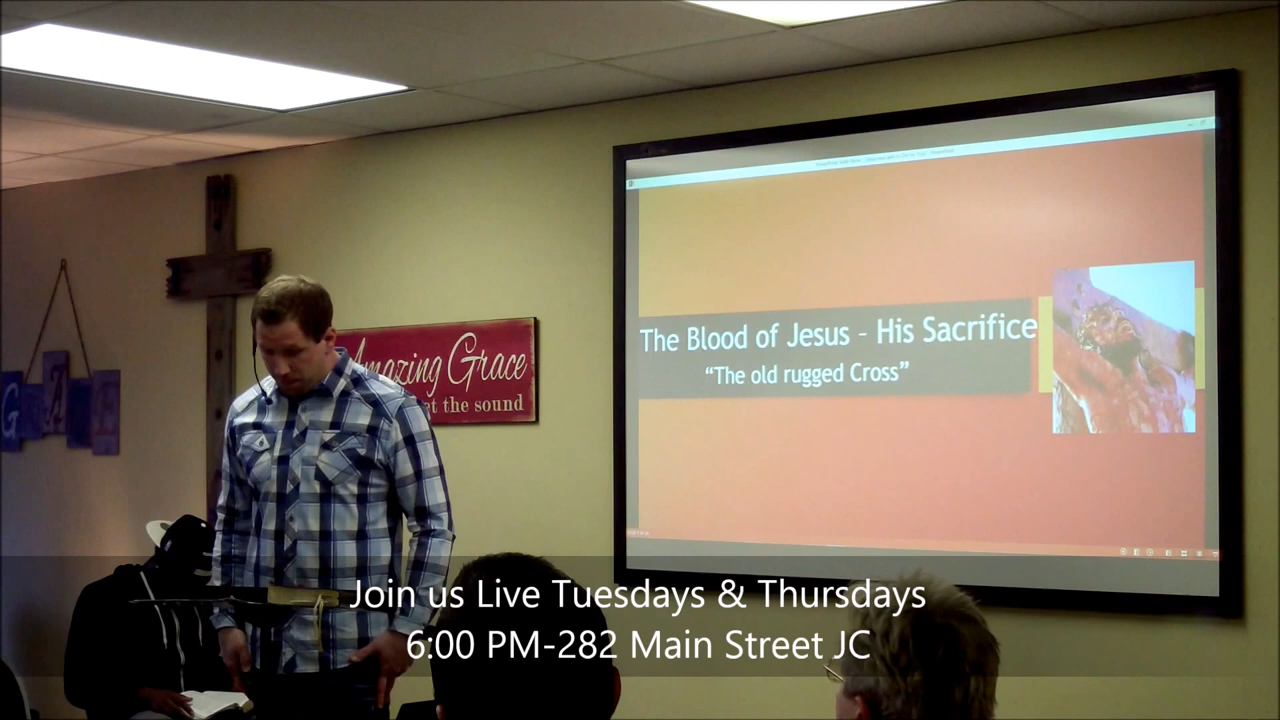 The Blood of Jesus - His Sacrifice
"The old rugged Cross"
Amazing Grace
et the sound
G
Join us Live Tuesdays & Thursdays
6:00 PM-282 Main Street JC